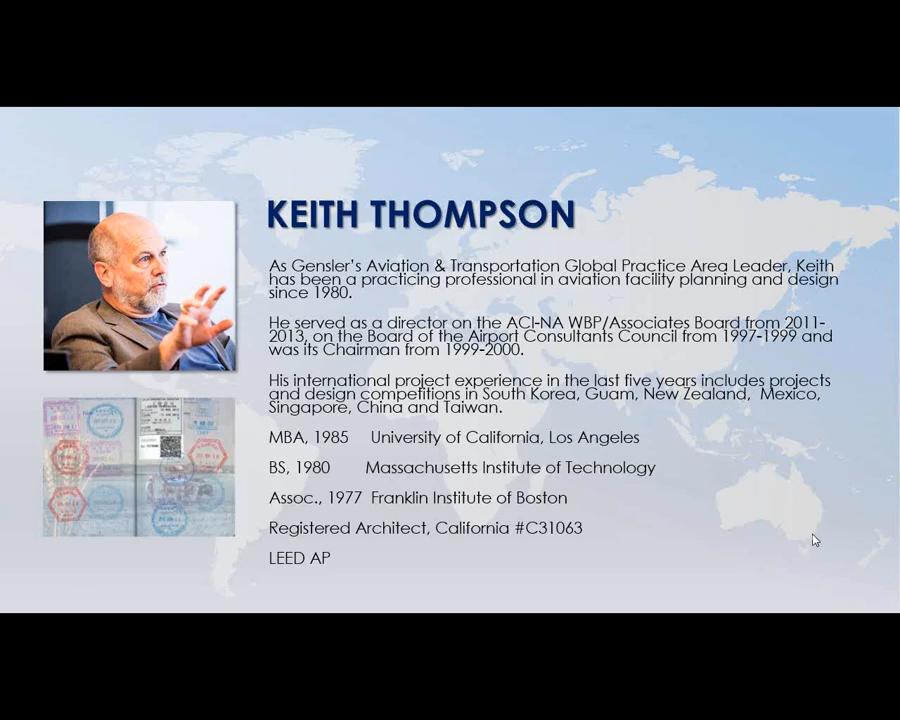 KEITH THOMPSON
As Gensler's Aviation & Transportation Global Practice Area Leader, Keith
has been a practicing professional in aviation facility planning and design
since 1980.
He served as a director on the ACI-NA WBP/Associates Board from 2011-
2013, on the Board of the Airport Consultants Council from 1997-1999 and
was its Chairman from 1999-2000.
His international project experience in the last five years includes projects
and design competitions in South Korea, Guam, New Zealand, Mexico,
Singapore, China and Taiwan.
MBA, 1985 University of California, Los Angeles
BS, 1980 Massachusetts Institute of Technology
Assoc., 1977 Franklin Institute of Boston
Registered Architect, California #C31063
LEED AP